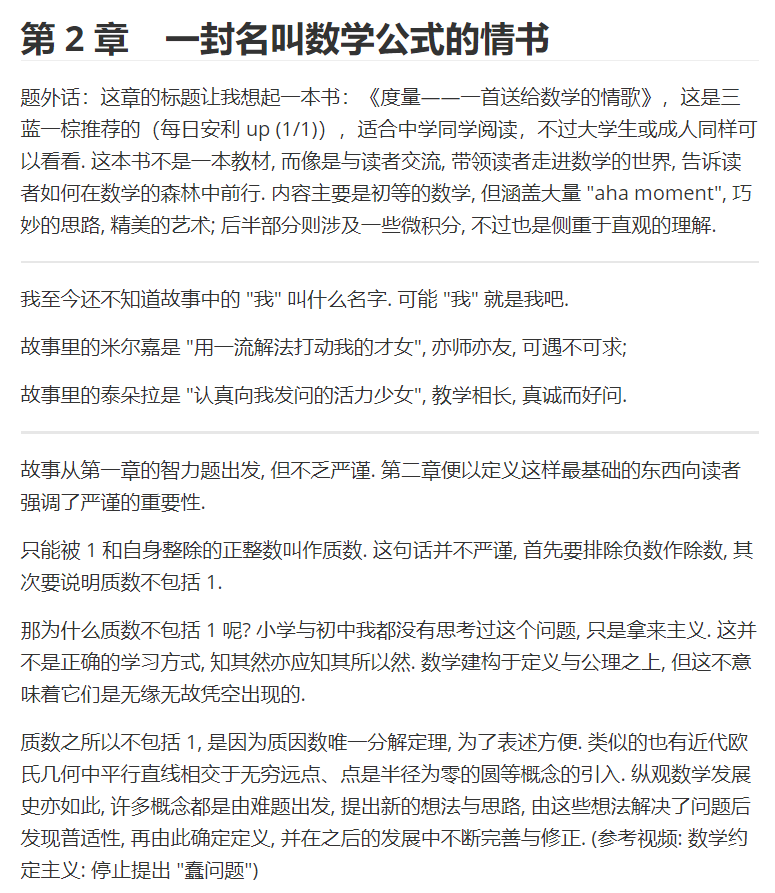 第 2 章　一封名叫数学公式的情书
题外话：这章的标题让我想起一本书：《度量——一首送给数学的情歌》，这是三
蓝一棕推荐的（每日安利 up (1/1)），适合中学同学阅读，不过大学生或成人同样可
以看看. 这本书不是一本教材, 而像是与读者交流, 带领读者走进数学的世界, 告诉读
者如何在数学的森林中前行. 内容主要是初等的数学, 但涵盖大量 "aha moment", 巧
妙的思路, 精美的艺术; 后半部分则涉及一些微积分, 不过也是侧重于直观的理解.
我至今还不知道故事中的 "我" 叫什么名字. 可能 "我" 就是我吧.
故事里的米尔嘉是 "用一流解法打动我的才女", 亦师亦友, 可遇不可求;
故事里的泰朵拉是 "认真向我发问的活力少女", 教学相长, 真诚而好问.
故事从第一章的智力题出发, 但不乏严谨. 第二章便以定义这样最基础的东西向读者
强调了严谨的重要性.
只能被 1 和自身整除的正整数叫作质数. 这句话并不严谨, 首先要排除负数作除数, 其
次要说明质数不包括 1.
那为什么质数不包括 1 呢? 小学与初中我都没有思考过这个问题, 只是拿来主义. 这并
不是正确的学习方式, 知其然亦应知其所以然. 数学建构于定义与公理之上, 但这不意
味着它们是无缘无故凭空出现的.
质数之所以不包括 1, 是因为质因数唯一分解定理, 为了表述方便. 类似的也有近代欧
氏几何中平行直线相交于无穷远点、点是半径为零的圆等概念的引入. 纵观数学发展
史亦如此, 许多概念都是由难题出发, 提出新的想法与思路, 由这些想法解决了问题后
发现普适性, 再由此确定定义, 并在之后的发展中不断完善与修正. (参考视频: 数学约
定主义: 停止提出 "蠢问题")